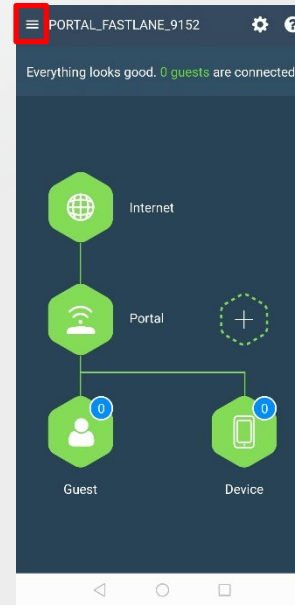 PORTAL_FASTLANE_9152
?
Everything looks good. 0 guests are connected
Internet
Portal
0
0
Guest
Device